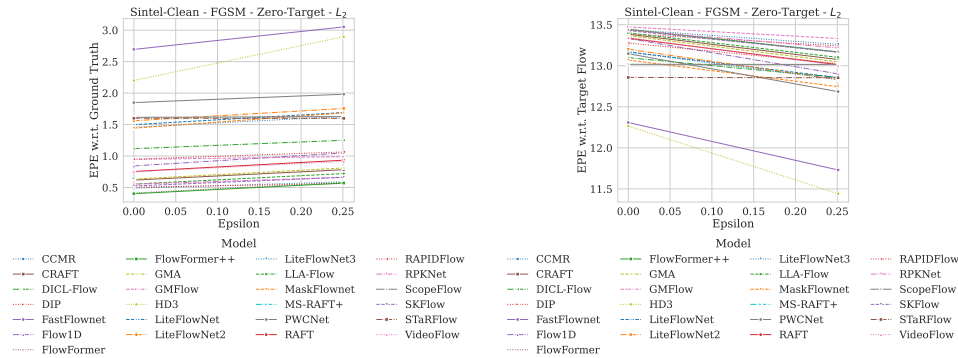 Sintel-Clean - FGSM - Zero-Target - L₂
EPE w.r.t. Ground Truth
3.0
2.5
2.0
1.5
1.0
0.5
0.00 0.05 0.10 0.15 0.20 0.25
Epsilon
Model
CCMR FlowFormer++ LiteFlowNet3 RAPIDFlow
CRAFT GMA LLA-Flow RPKNet
DICL-Flow GMFlow MaskFlownet ScopeFlow
DIP HD3 MS-RAFT+ SKFlow
FastFlownet LiteFlowNet PWCNet STaRFlow
Flow1D LiteFlowNet2 RAFT VideoFlow
FlowFormer
Sintel-Clean - FGSM - Zero-Target - L₂
EPE w.r.t. Target Flow
13.5
13.0
12.5
12.0
11.5
0.00 0.05 0.10 0.15 0.20 0.25
Epsilon
Model
CCMR FlowFormer++ LiteFlowNet3 RAPIDFlow
CRAFT GMA LLA-Flow RPKNet
DICL-Flow GMFlow MaskFlownet ScopeFlow
DIP HD3 MS-RAFT+ SKFlow
FastFlownet LiteFlowNet PWCNet STaRFlow
Flow1D LiteFlowNet2 RAFT VideoFlow
FlowFormer